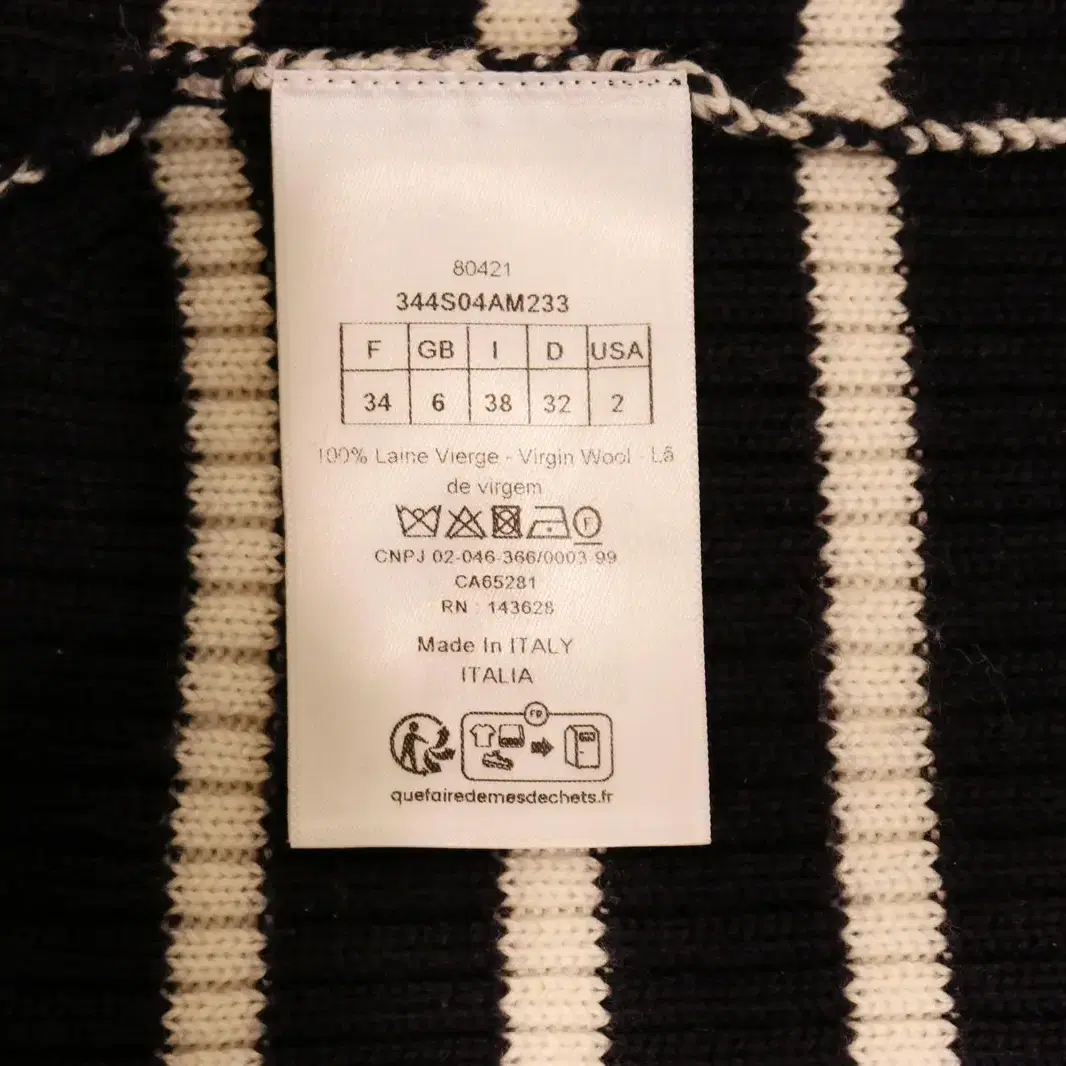 80421
344S04AM233
F GB I D USA
34 6 38 32 2
100% Laine Vierge - Virgin Wool - Lã
de virgem
F
CNPJ 02-046-366/0003-99
CA65281
RN : 143628
Made In ITALY
ITALIA
FR
quefairedemesdechets.fr